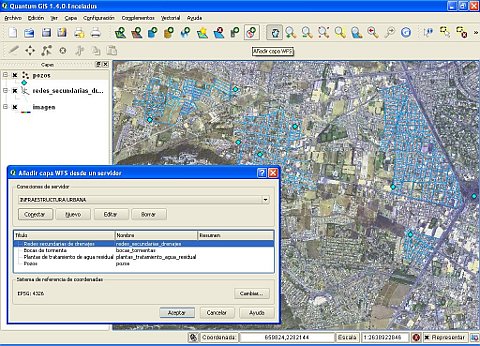 Quantum GIS 1.4.0-Enceladus
Archivo Edición Ver Capa Configuración Complementos Vectorial Ayuda
Añadir capa WFS
Capas
pozos
redes_secundarias_dr...
imagen
Añadir capa WFS desde un servidor
Conexiones de servidor
INFRAESTRUCTURA URBANA
Conectar Nuevo Editar Borrar
Título Nombre Resumen
Redes secundarias de drenajes redes_secundarias_drenajes
Bocas de tormenta bocas_tormentas
Plantas de tratamiento de agua residual plantas_tratamiento_agua_residual
Pozos pozos
Sistema de referencia de coordenadas
EPSG: 4326 Cambiar...
Aceptar Cancelar Ayuda
Coordenada: 659824,2282144 Escala 1:2638922846 Representar